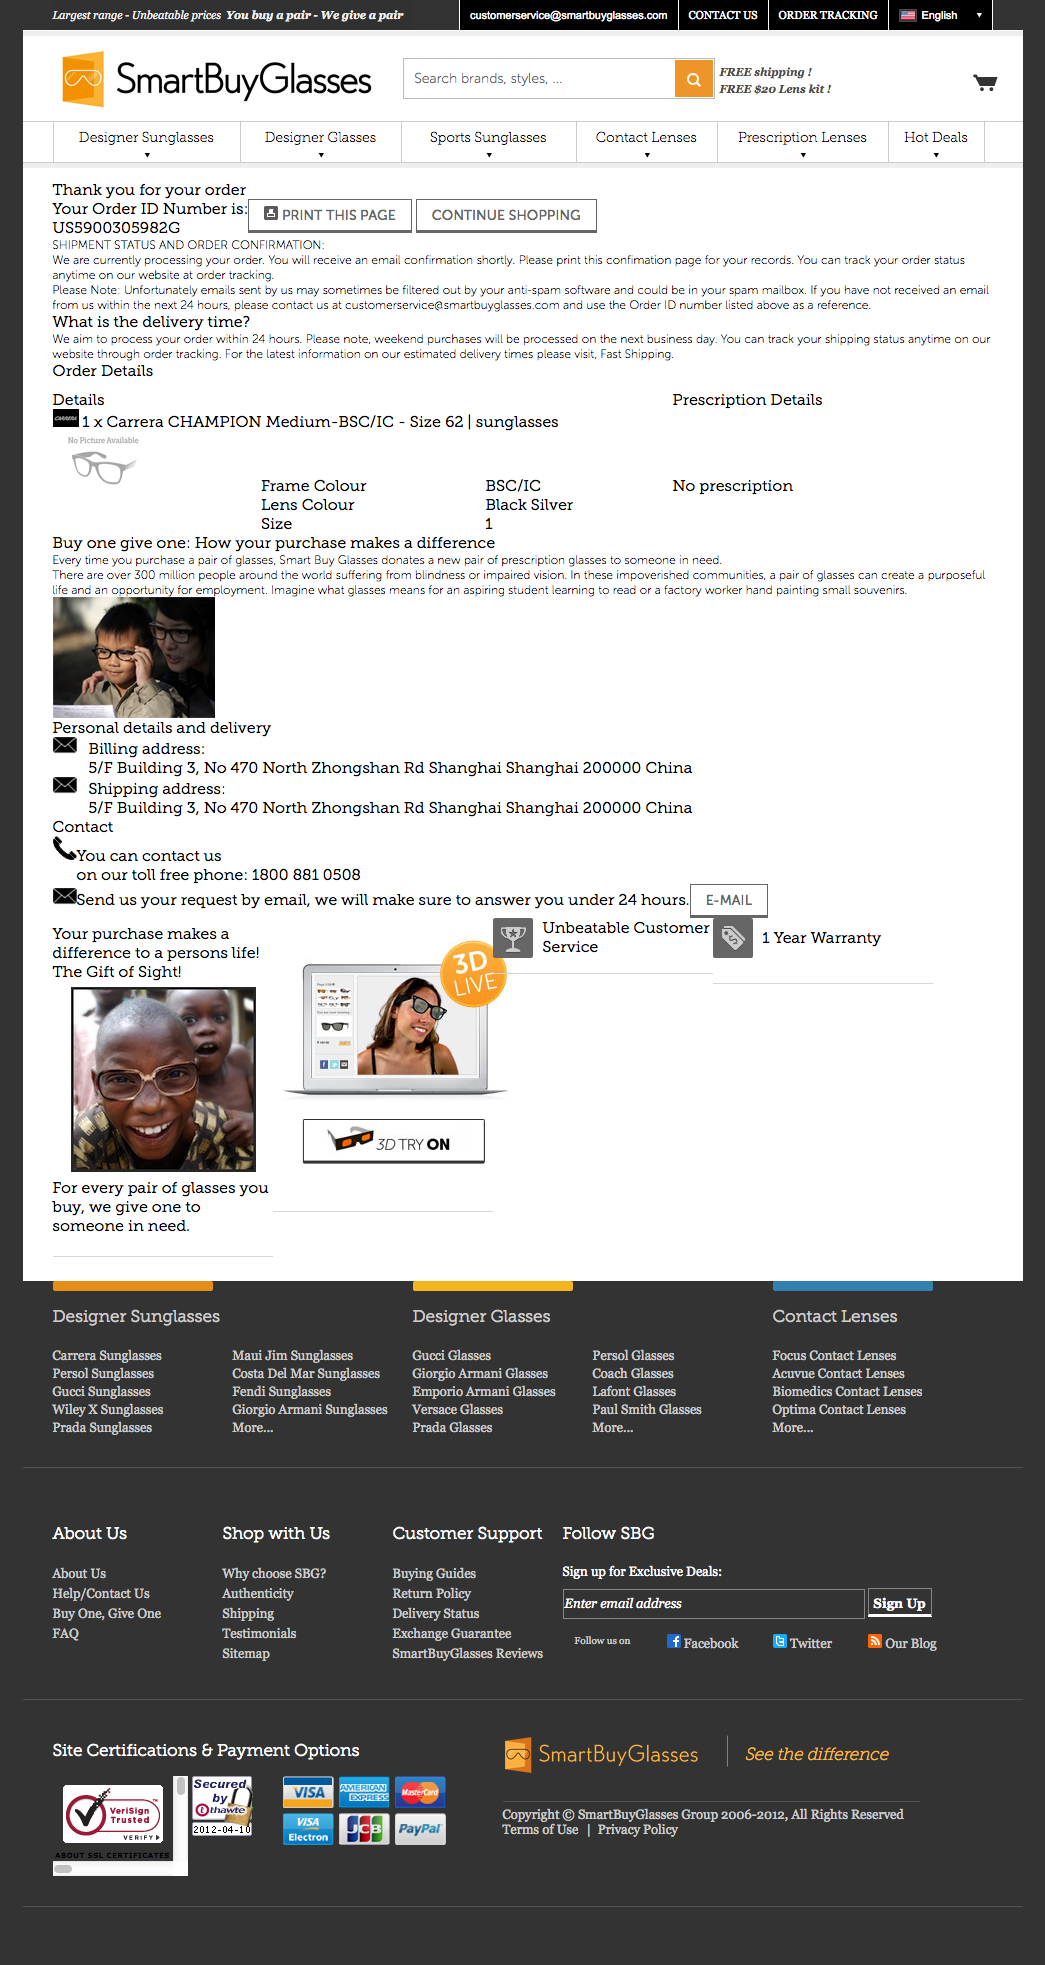 Largest range - Unbeatable prices You buy a pair - We give a pair
customerservice@smartbuyglasses.com CONTACT US ORDER TRACKING English
SmartBuyGlasses
Search brands, styles, ...
FREE shipping !
FREE $20 Lens kit !
Designer Sunglasses Designer Glasses Sports Sunglasses Contact Lenses Prescription Lenses Hot Deals
Thank you for your order
Your Order ID Number is:
US5900305982G
PRINT THIS PAGE CONTINUE SHOPPING
SHIPMENT STATUS AND ORDER CONFIRMATION:
We are currently processing your order. You will receive an email confirmation shortly. Please print this confimation page for your records. You can track your order status
anytime on our website at order tracking.
Please Note: Unfortunately emails sent by us may sometimes be filtered out by your anti-spam software and could be in your spam mailbox. If you have not received an email
from us within the next 24 hours, please contact us at customerservice@smartbuyglasses.com and use the Order ID number listed above as a reference.
What is the delivery time?
We aim to process your order within 24 hours. Please note, weekend purchases will be processed on the next business day. You can track your shipping status anytime on our
website through order tracking. For the latest information on our estimated delivery times please visit, Fast Shipping.
Order Details
Details Prescription Details
CARRERA 1 x Carrera CHAMPION Medium-BSC/IC - Size 62 | sunglasses
No Picture Available
Frame Colour BSC/IC No prescription
Lens Colour Black Silver
Size 1
Buy one give one: How your purchase makes a difference
Every time you purchase a pair of glasses, Smart Buy Glasses donates a new pair of prescription glasses to someone in need.
There are over 300 million people around the world suffering from blindness or impaired vision. In these impoverished communities, a pair of glasses can create a purposeful
life and an opportunity for employment. Imagine what glasses means for an aspiring student learning to read or a factory worker hand painting small souvenirs.
Personal details and delivery
Billing address:
5/F Building 3, No 470 North Zhongshan Rd Shanghai Shanghai 200000 China
Shipping address:
5/F Building 3, No 470 North Zhongshan Rd Shanghai Shanghai 200000 China
Contact
You can contact us
on our toll free phone: 1800 881 0508
Send us your request by email, we will make sure to answer you under 24 hours. E-MAIL
Your purchase makes a
difference to a persons life!
The Gift of Sight!
For every pair of glasses you
buy, we give one to
someone in need.
3D
LIVE
3D TRY ON
Unbeatable Customer
Service
1 Year Warranty
Designer Sunglasses Designer Glasses Contact Lenses
Carrera Sunglasses Maui Jim Sunglasses Gucci Glasses Persol Glasses Focus Contact Lenses
Persol Sunglasses Costa Del Mar Sunglasses Giorgio Armani Glasses Coach Glasses Acuvue Contact Lenses
Gucci Sunglasses Fendi Sunglasses Emporio Armani Glasses Lafont Glasses Biomedics Contact Lenses
Wiley X Sunglasses Giorgio Armani Sunglasses Versace Glasses Paul Smith Glasses Optima Contact Lenses
Prada Sunglasses More... Prada Glasses More... More...
About Us Shop with Us Customer Support Follow SBG
About Us Why choose SBG? Buying Guides Sign up for Exclusive Deals:
Help/Contact Us Authenticity Return Policy Enter email address Sign Up
Buy One, Give One Shipping Delivery Status
FAQ Testimonials Exchange Guarantee Follow us on Facebook Twitter Our Blog
Sitemap SmartBuyGlasses Reviews
Site Certifications & Payment Options
VeriSign
Trusted
VERIFY
ABOUT SSL CERTIFICATES
Secured
by
thawte
2012-04-10
VISA AMERICAN EXPRESS MasterCard
VISA Electron JCB PayPal
SmartBuyGlasses See the difference
Copyright © SmartBuyGlasses Group 2006-2012, All Rights Reserved
Terms of Use | Privacy Policy